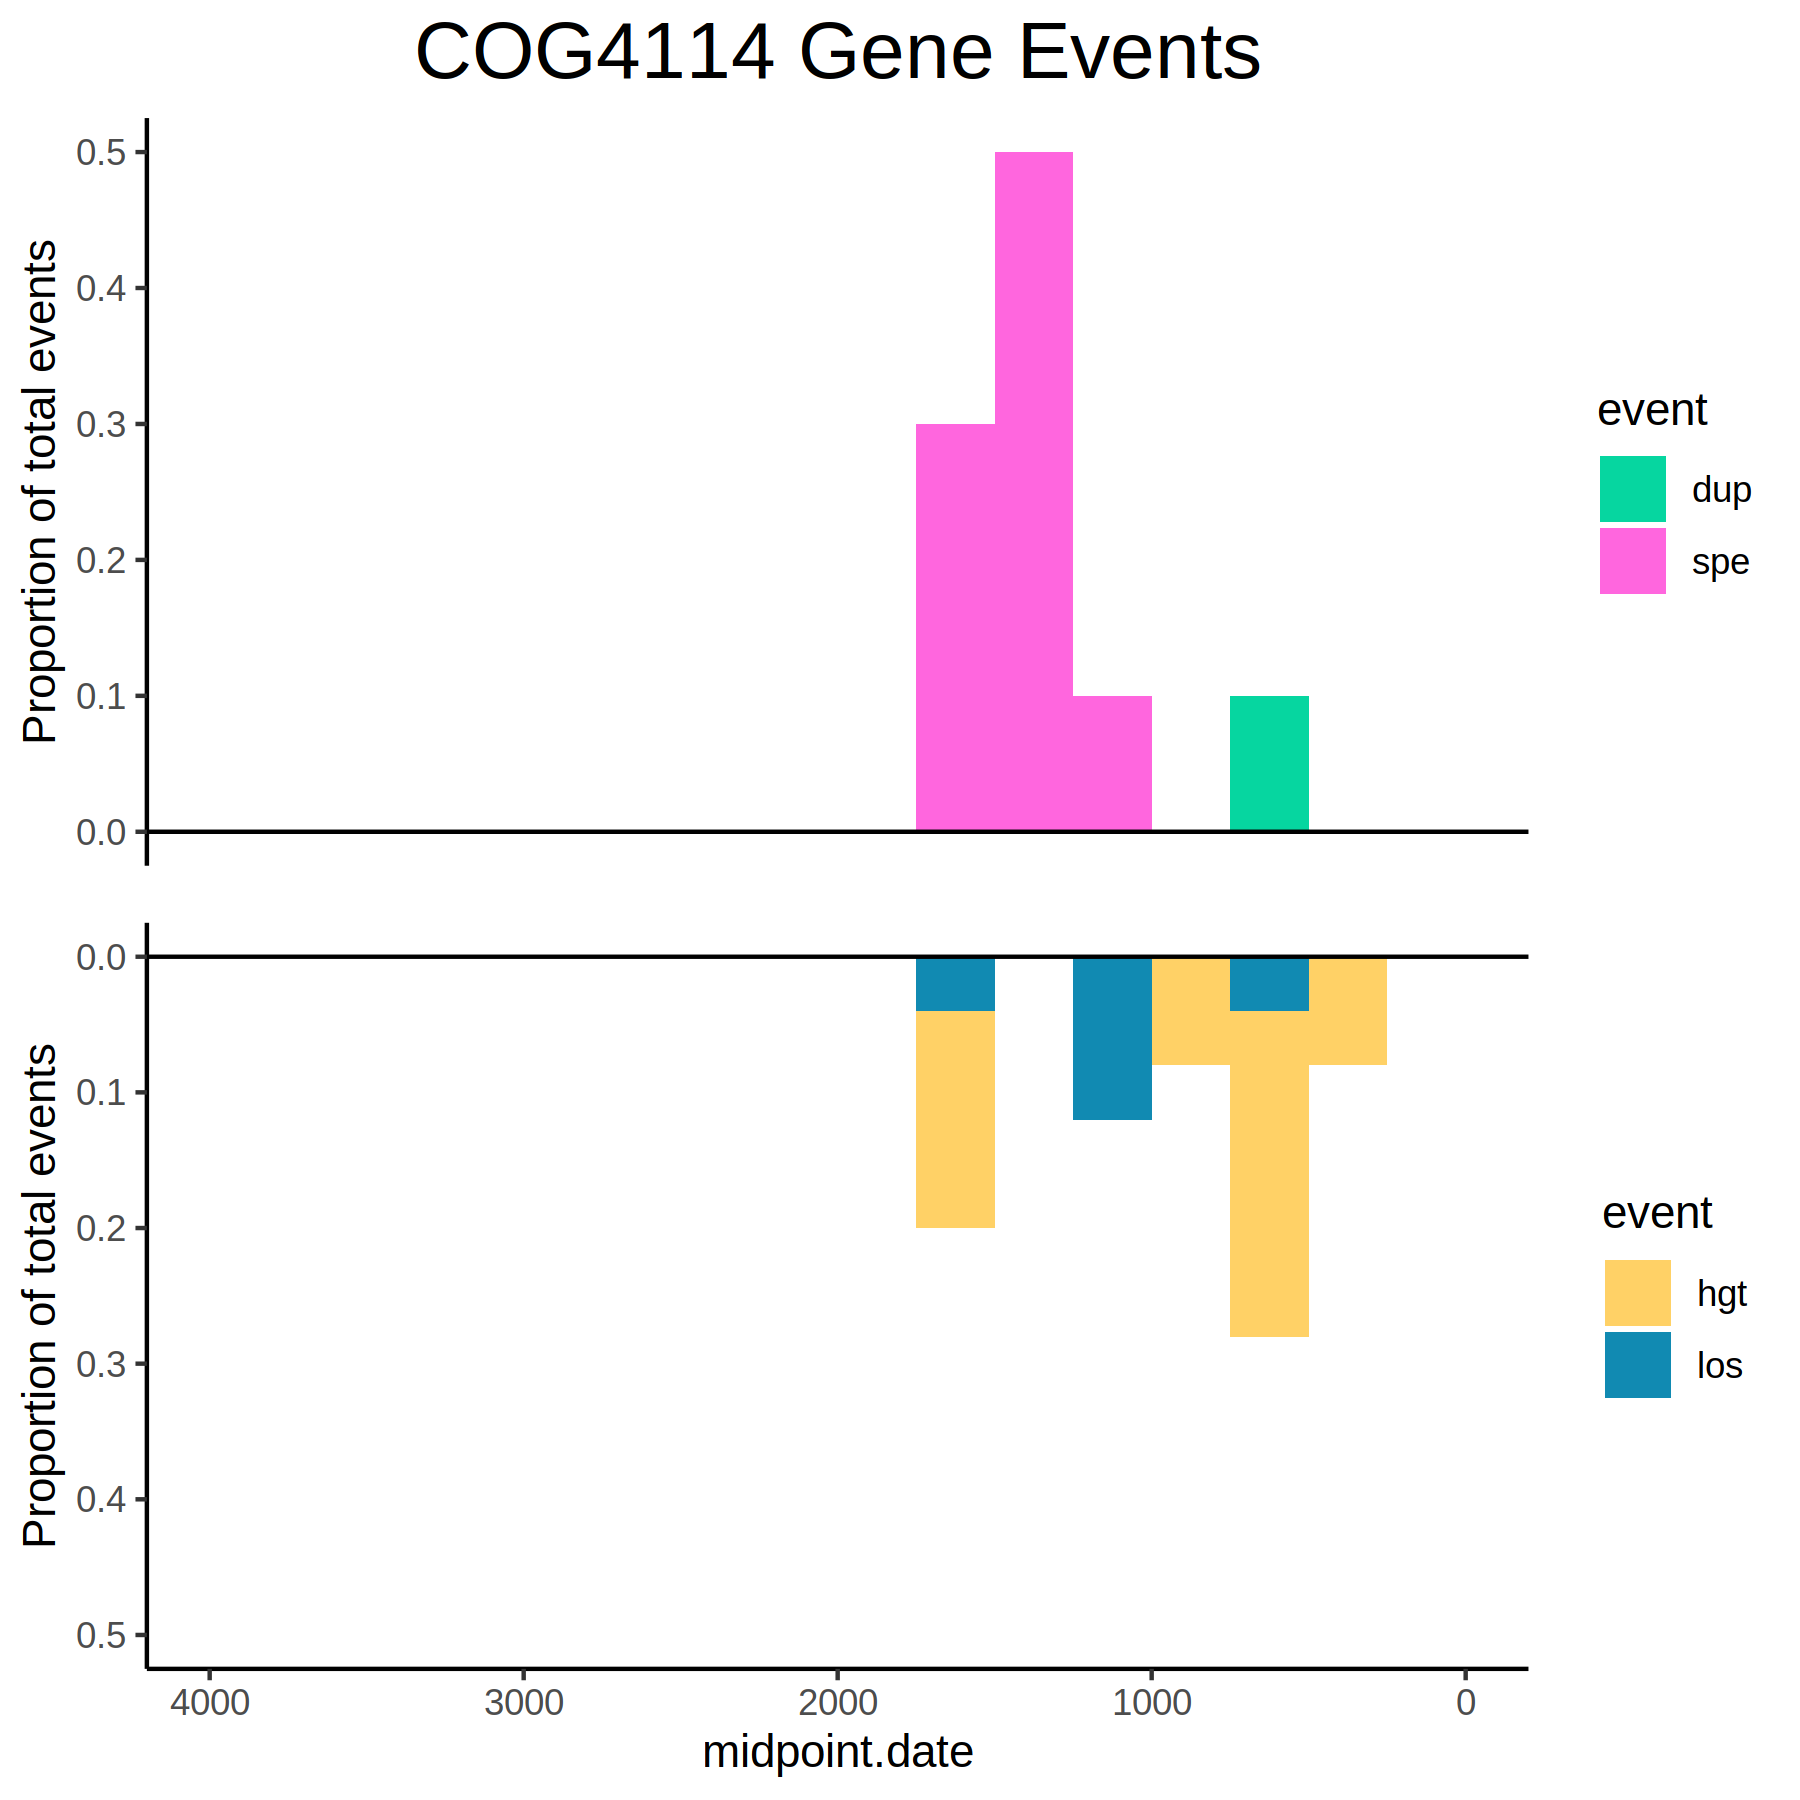 COG4114 Gene Events
Proportion of total events
0.5
0.4
0.3
0.2
0.1
0.0
event
dup
spe
Proportion of total events
0.0
0.1
0.2
0.3
0.4
0.5
event
hgt
los
4000 3000 2000 1000 0
midpoint.date